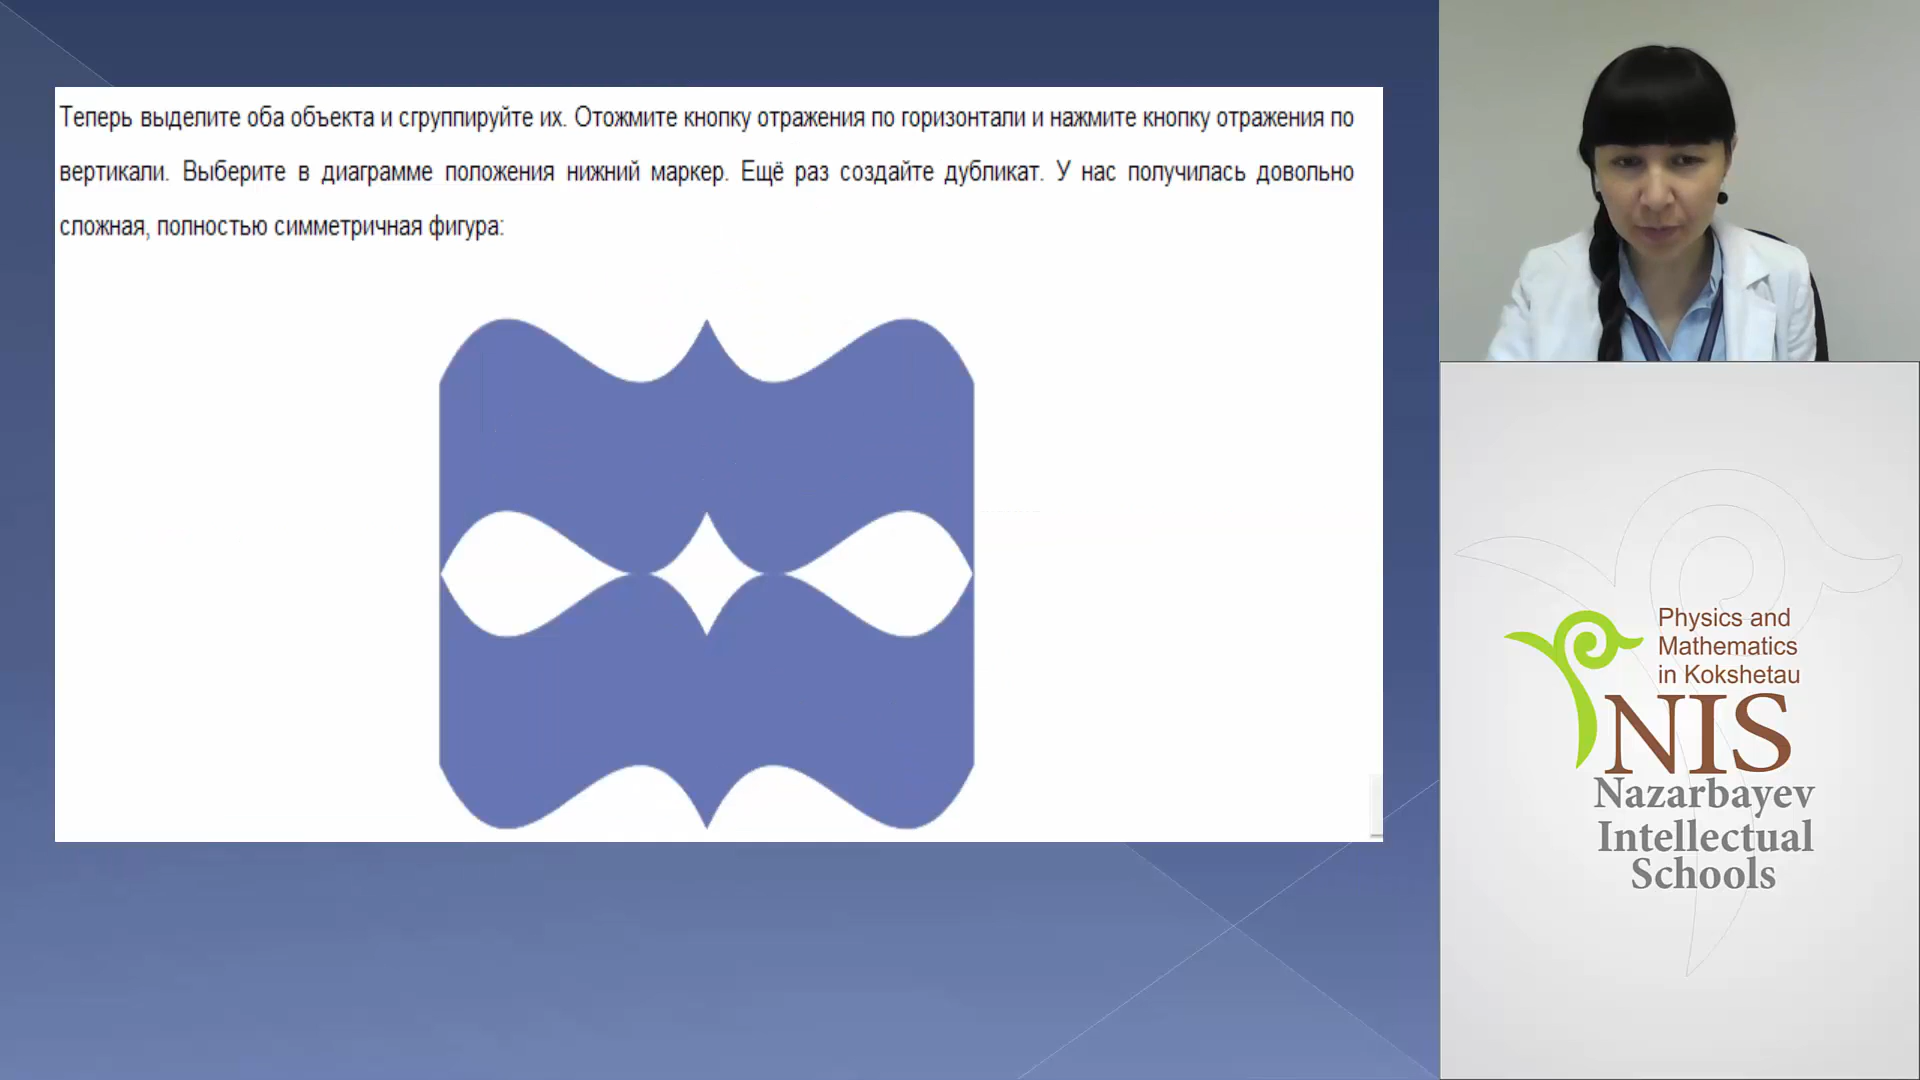 Теперь выделите оба объекта и сгруппируйте их. Отожмите кнопку отражения по горизонтали и нажмите кнопку отражения по
вертикали. Выберите в диаграмме положения нижний маркер. Ещё раз создайте дубликат. У нас получилась довольно
сложная, полностью симметричная фигура:
Physics and
Mathematics
in Kokshetau
NIS
Nazarbayev
Intellectual
Schools